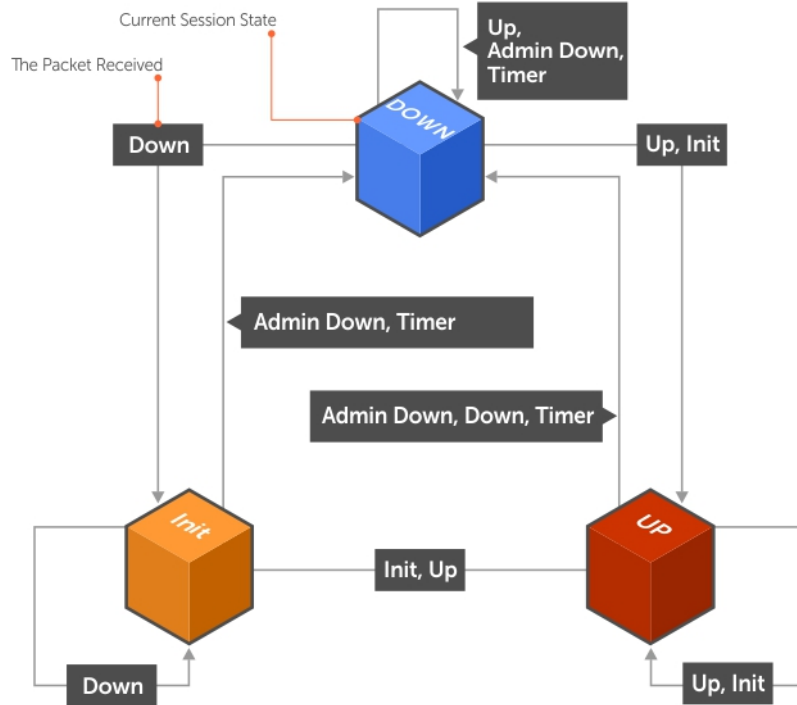 Current Session State
The Packet Received
Up,
Admin Down,
Timer
DOWN
Down
Up, Init
Admin Down, Timer
Admin Down, Down, Timer
Init
UP
Init, Up
Down
Up, Init